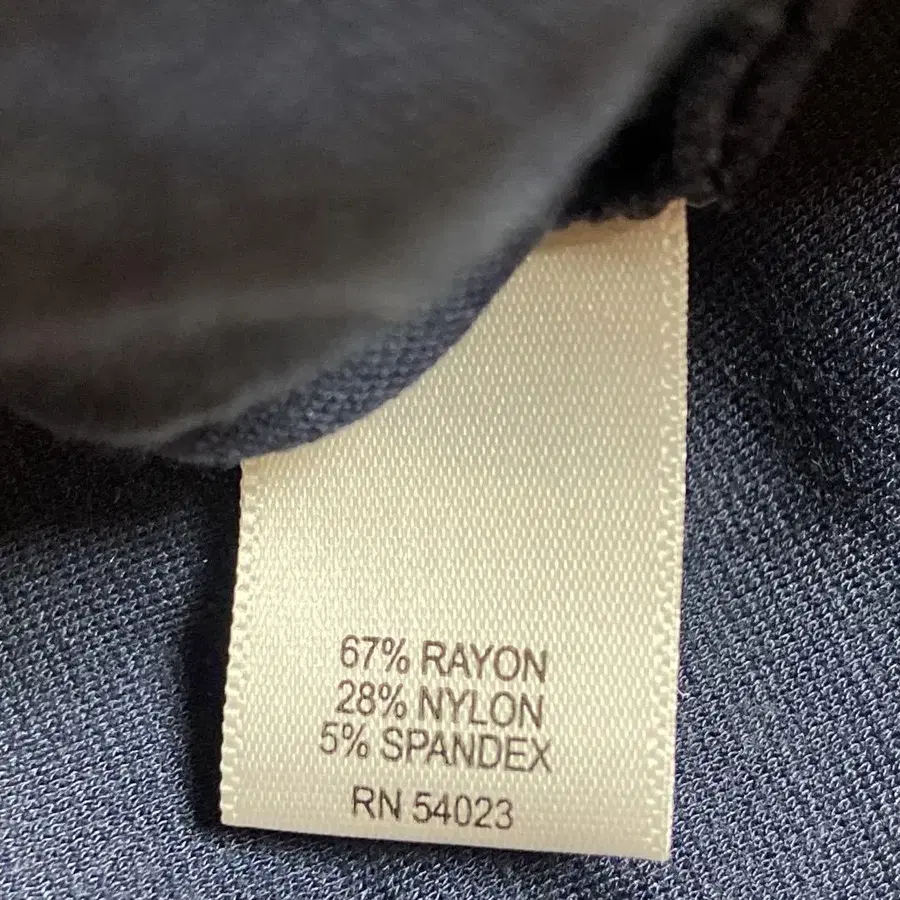 67% RAYON
28% NYLON
5% SPANDEX
RN 54023